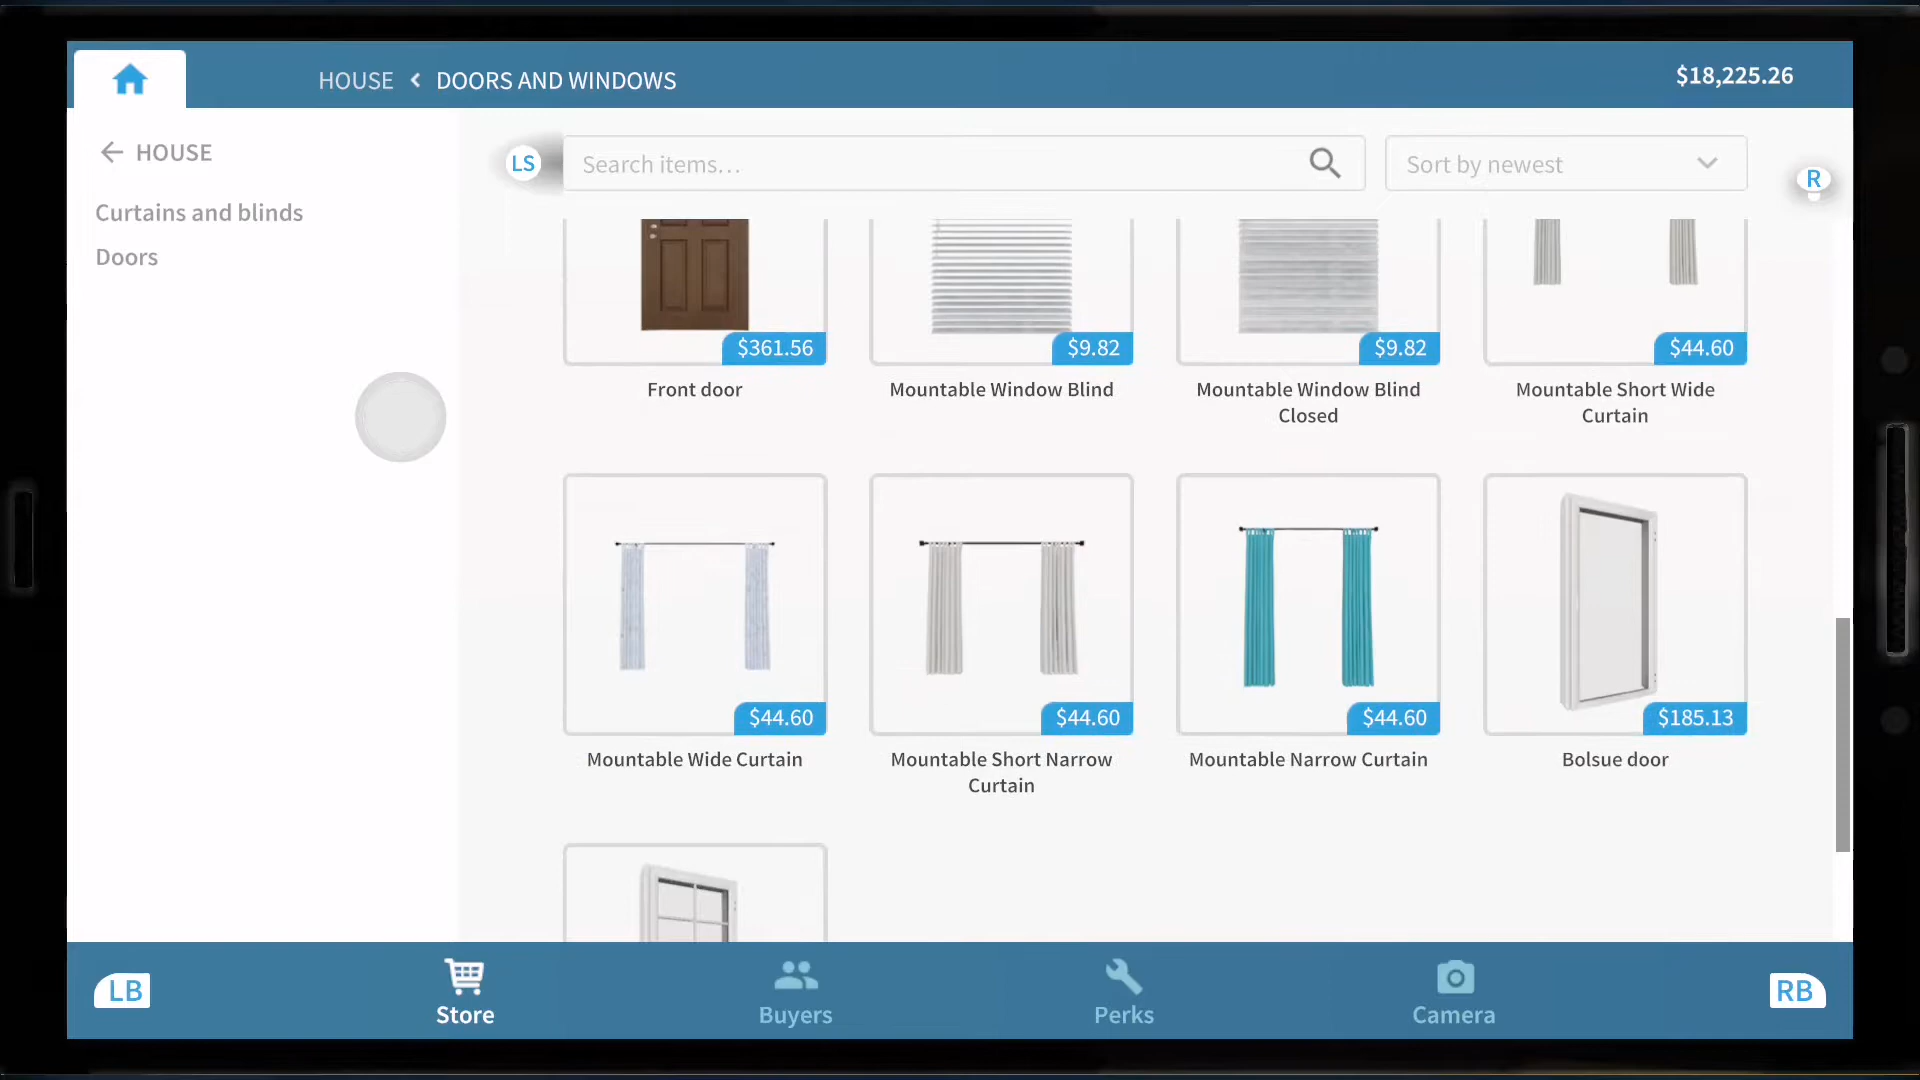 HOUSE < DOORS AND WINDOWS
$18,225.26
HOUSE
LS
Search items...
Sort by newest
R
Curtains and blinds
Doors
$361.56
$9.82
$9.82
$44.60
Front door
Mountable Window Blind
Mountable Window Blind
Closed
Mountable Short Wide
Curtain
$44.60
$44.60
$44.60
$185.13
Mountable Wide Curtain
Mountable Short Narrow
Curtain
Mountable Narrow Curtain
Bolsue door
LB
Store
Buyers
Perks
Camera
RB